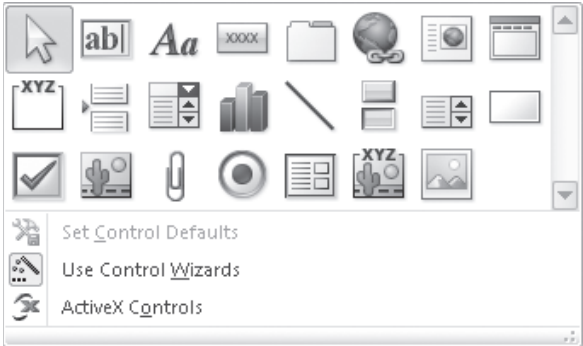 ab Aa XXXX
XYZ
XYZ
Set Control Defaults
Use Control Wizards
ActiveX Controls